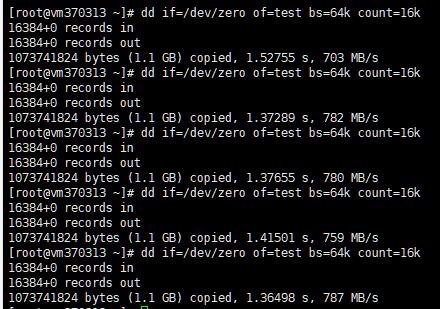 [root@vm370313 ~]# dd if=/dev/zero of=test bs=64k count=16k
16384+0 records in
16384+0 records out
1073741824 bytes (1.1 GB) copied, 1.52755 s, 703 MB/s
[root@vm370313 ~]# dd if=/dev/zero of=test bs=64k count=16k
16384+0 records in
16384+0 records out
1073741824 bytes (1.1 GB) copied, 1.37289 s, 782 MB/s
[root@vm370313 ~]# dd if=/dev/zero of=test bs=64k count=16k
16384+0 records in
16384+0 records out
1073741824 bytes (1.1 GB) copied, 1.37655 s, 780 MB/s
[root@vm370313 ~]# dd if=/dev/zero of=test bs=64k count=16k
16384+0 records in
16384+0 records out
1073741824 bytes (1.1 GB) copied, 1.41501 s, 759 MB/s
[root@vm370313 ~]# dd if=/dev/zero of=test bs=64k count=16k
16384+0 records in
16384+0 records out
1073741824 bytes (1.1 GB) copied, 1.36498 s, 787 MB/s